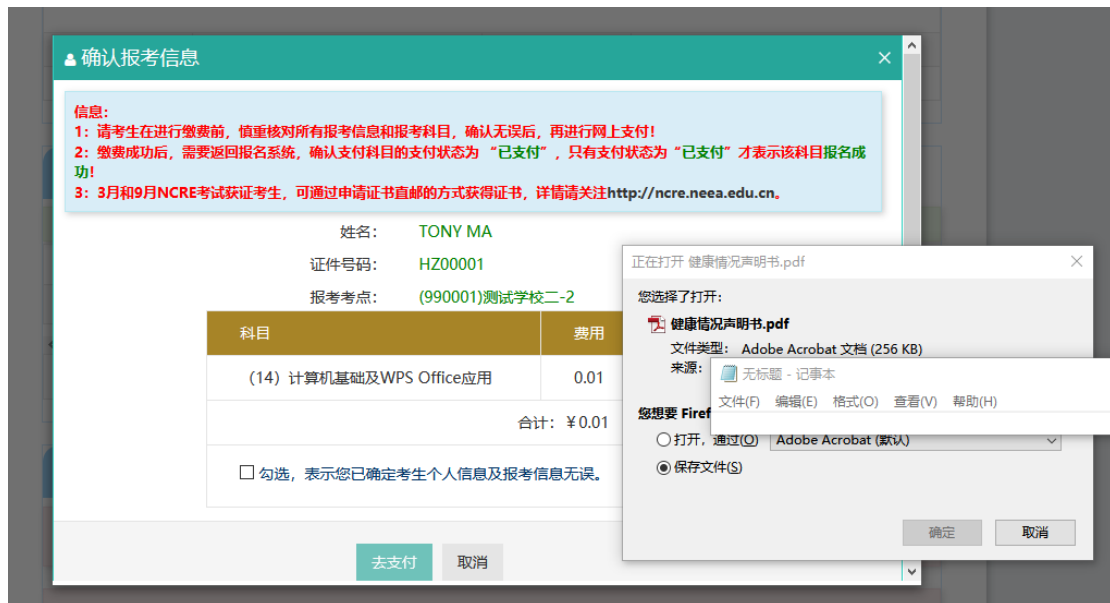 确认报考信息
信息:
1: 请考生在进行缴费前, 慎重核对所有报考信息和报考科目, 确认无误后, 再进行网上支付!
2: 缴费成功后, 需要返回报名系统, 确认支付科目的支付状态为 “已支付”, 只有支付状态为 “已支付” 才表示该科目报名成
功!
3: 3月和9月NCRE考试获证考生, 可通过申请证书直邮的方式获得证书, 详情请关注http://ncre.neea.edu.cn。
姓名: TONY MA
证件号码: HZ00001
报考考点: (990001)测试学校二-2
科目 费用
(14) 计算机基础及WPS Office应用 0.01
合计: ¥0.01
勾选, 表示您已确定考生个人信息及报考信息无误。
去支付 取消
正在打开 健康情况声明书.pdf
您选择了打开:
健康情况声明书.pdf
文件类型: Adobe Acrobat 文档 (256 KB)
来源:
无标题 - 记事本
文件(F) 编辑(E) 格式(O) 查看(V) 帮助(H)
您想要 Firef
打开, 通过(O) Adobe Acrobat (默认)
保存文件(S)
确定 取消